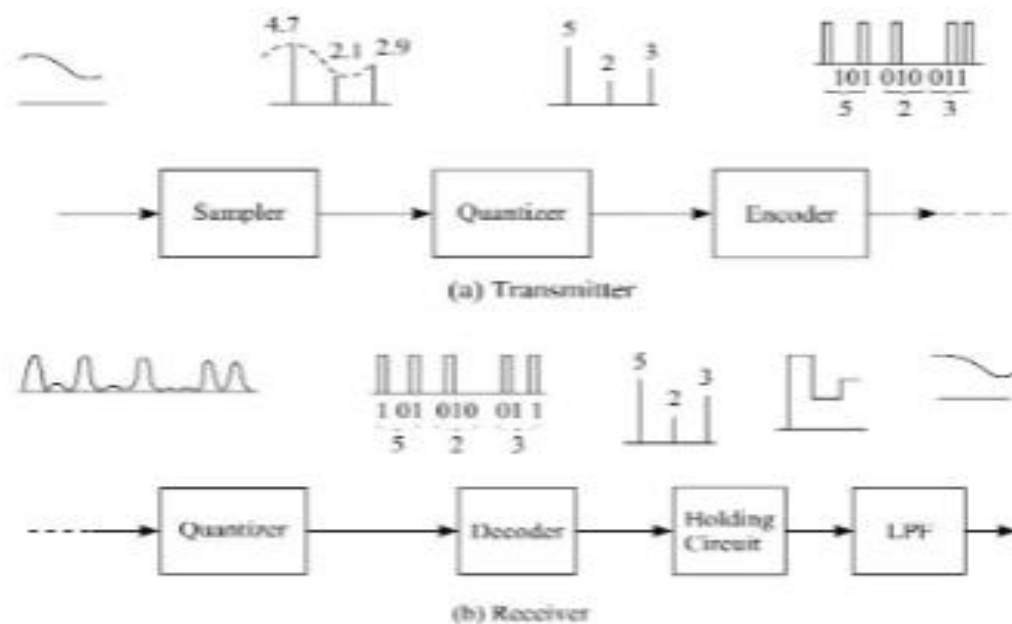 4.7 2.1 2.9
5 2 3
101 010 011
5 2 3
Sampler Quantizer Encoder
(a) Transmitter
1 01 010 01 1
5 2 3
5 2 3
Quantizer Decoder Holding Circuit LPF
(b) Receiver